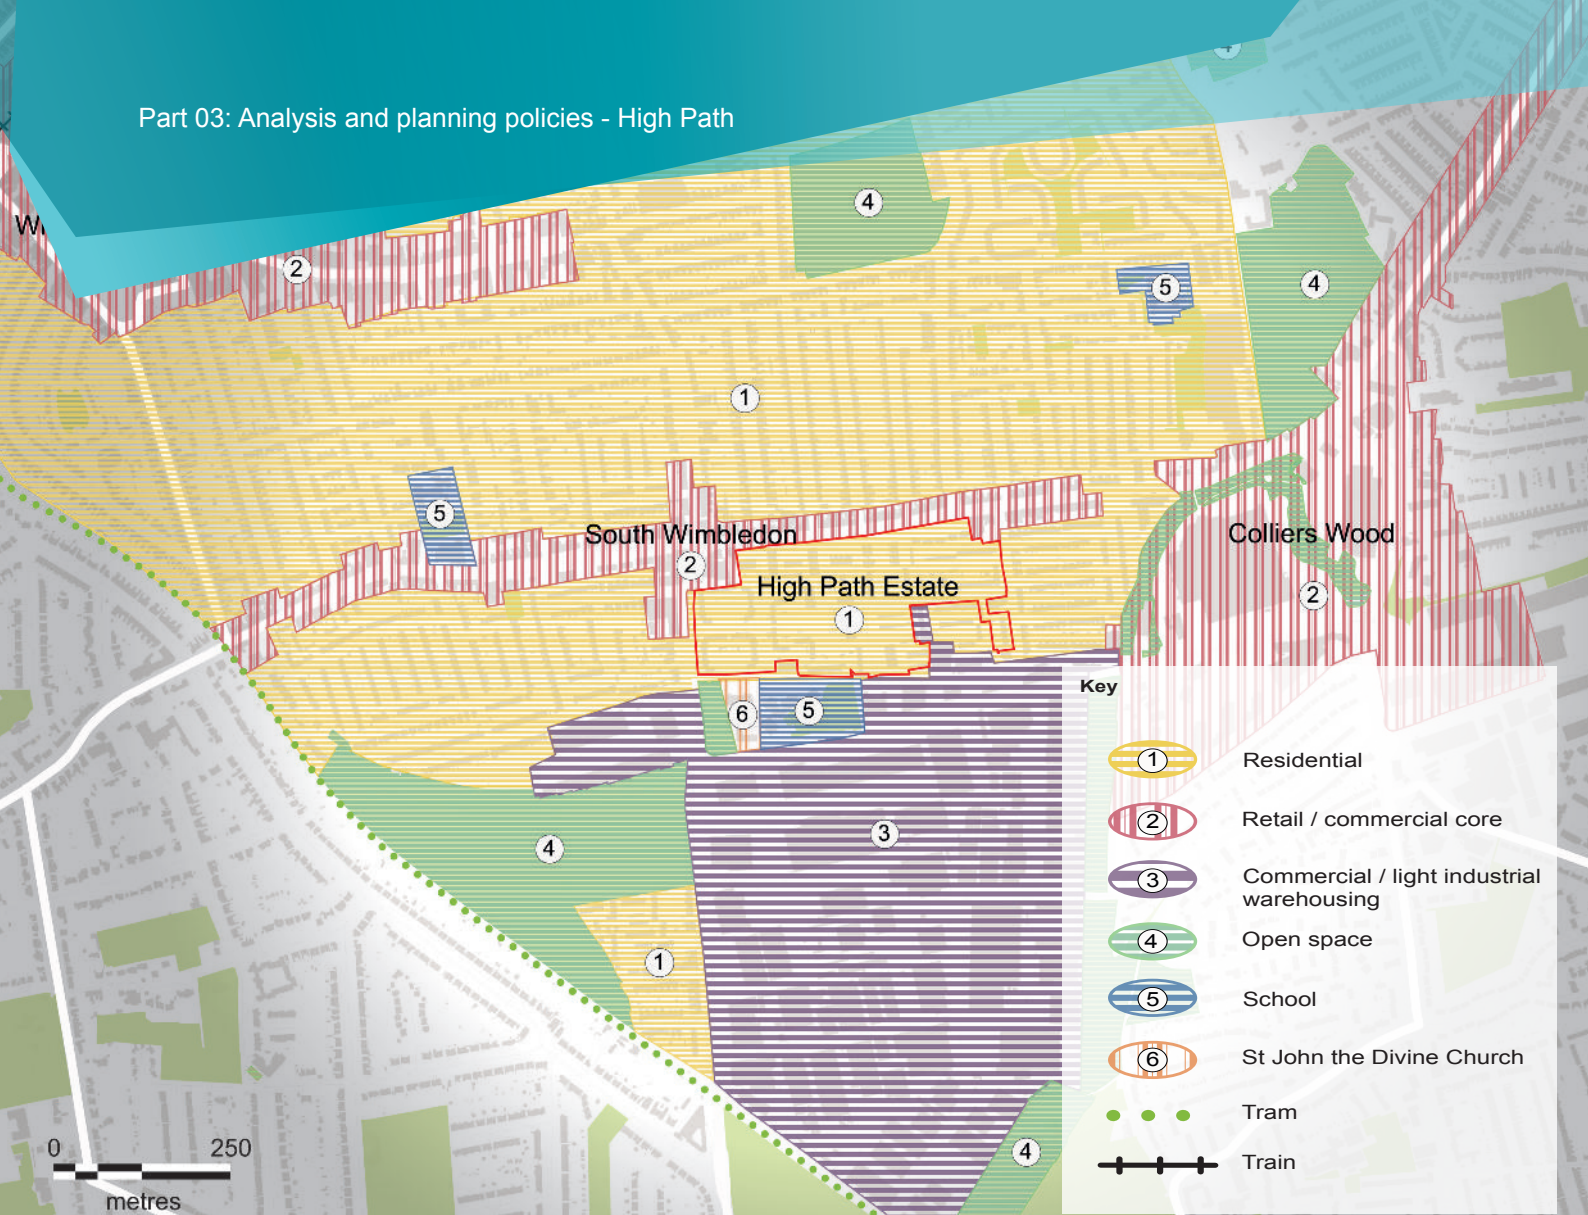 Part 03: Analysis and planning policies - High Path
4
4
Wi
2
4
5
1
5
South Wimbledon
2
High Path Estate
1
Colliers Wood
2
6
5
3
4
1
4
Key
1 Residential
2 Retail / commercial core
3 Commercial / light industrial
warehousing
4 Open space
5 School
6 St John the Divine Church
Tram
Train
0 250
metres